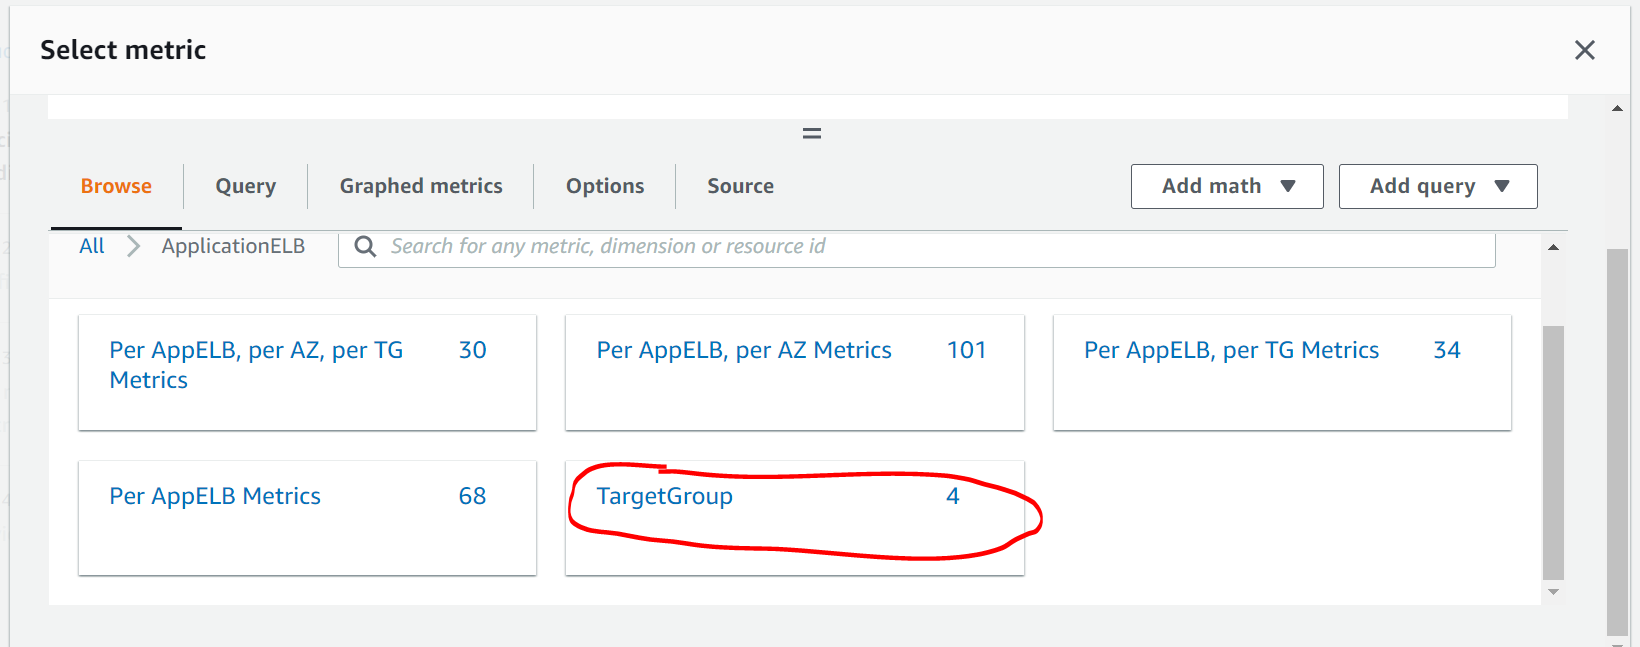 Select metric
Browse Query Graphed metrics Options Source Add math Add query
All ApplicationELB Search for any metric, dimension or resource id
Per AppELB, per AZ, per TG Metrics 30
Per AppELB, per AZ Metrics 101
Per AppELB, per TG Metrics 34
Per AppELB Metrics 68
TargetGroup 4